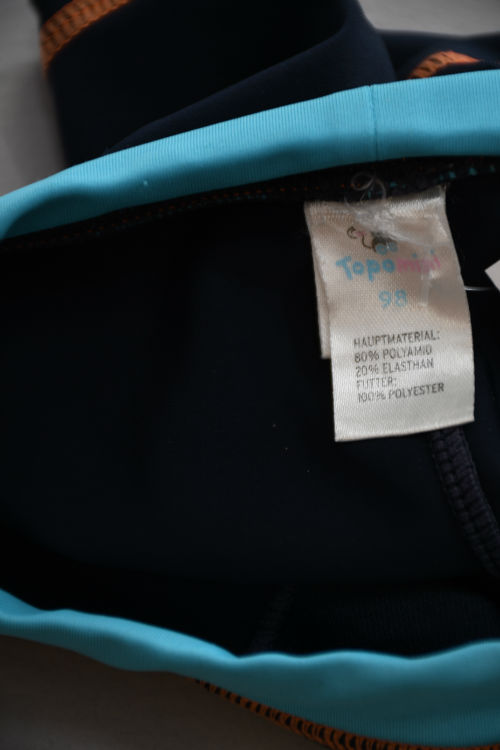 Topomini
98
HAUPTMATERIAL:
80% POLYAMID
20% ELASTHAN
FUTTER:
100% POLYESTER